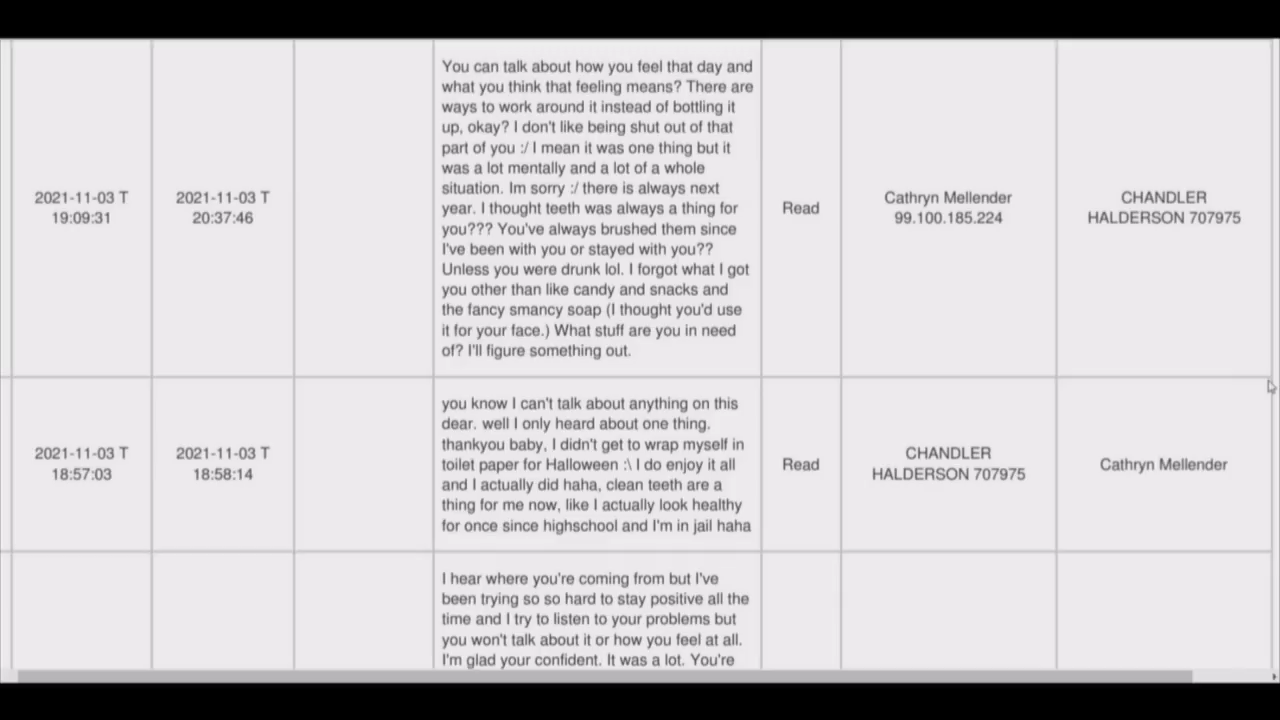 2021-11-03 T
19:09:31
2021-11-03 T
20:37:46
You can talk about how you feel that day and
what you think that feeling means? There are
ways to work around it instead of bottling it
up, okay? I don't like being shut out of that
part of you :/ I mean it was one thing but it
was a lot mentally and a lot of a whole
situation. Im sorry :/ there is always next
year. I thought teeth was always a thing for
you??? You've always brushed them since
I've been with you or stayed with you??
Unless you were drunk lol. I forgot what I got
you other than like candy and snacks and
the fancy smancy soap (I thought you'd use
it for your face.) What stuff are you in need
of? I'll figure something out.
Read
Cathryn Mellender
99.100.185.224
CHANDLER
HALDERSON 707975
2021-11-03 T
18:57:03
2021-11-03 T
18:58:14
you know I can't talk about anything on this
dear. well I only heard about one thing.
thankyou baby, I didn't get to wrap myself in
toilet paper for Halloween :\ I do enjoy it all
and I actually did haha, clean teeth are a
thing for me now, like I actually look healthy
for once since highschool and I'm in jail haha
Read
CHANDLER
HALDERSON 707975
Cathryn Mellender
I hear where you're coming from but I've
been trying so so hard to stay positive all the
time and I try to listen to your problems but
you won't talk about it or how you feel at all.
I'm glad your confident. It was a lot. You're